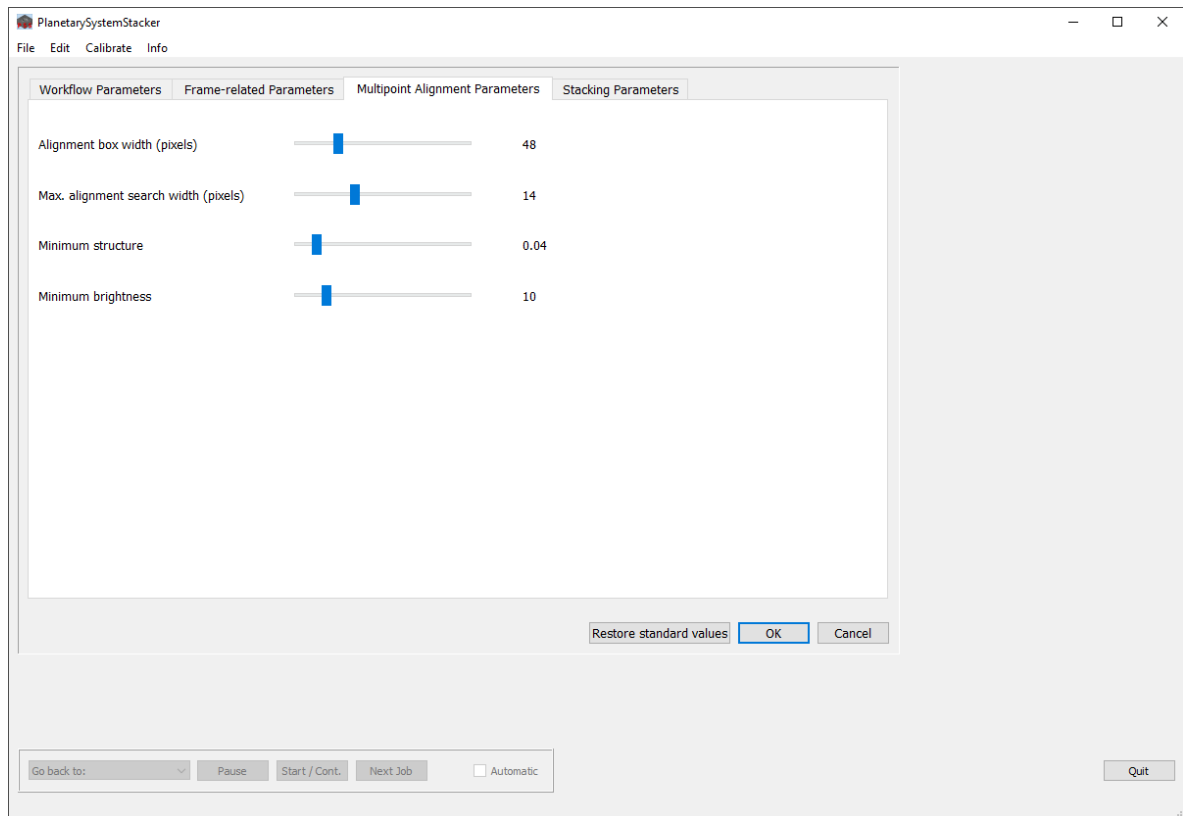 PlanetarySystemStacker
File Edit Calibrate Info
Workflow Parameters Frame-related Parameters Multipoint Alignment Parameters Stacking Parameters
Alignment box width (pixels) 48
Max. alignment search width (pixels) 14
Minimum structure 0.04
Minimum brightness 10
Restore standard values OK Cancel
Go back to: Pause Start / Cont. Next Job Automatic Quit